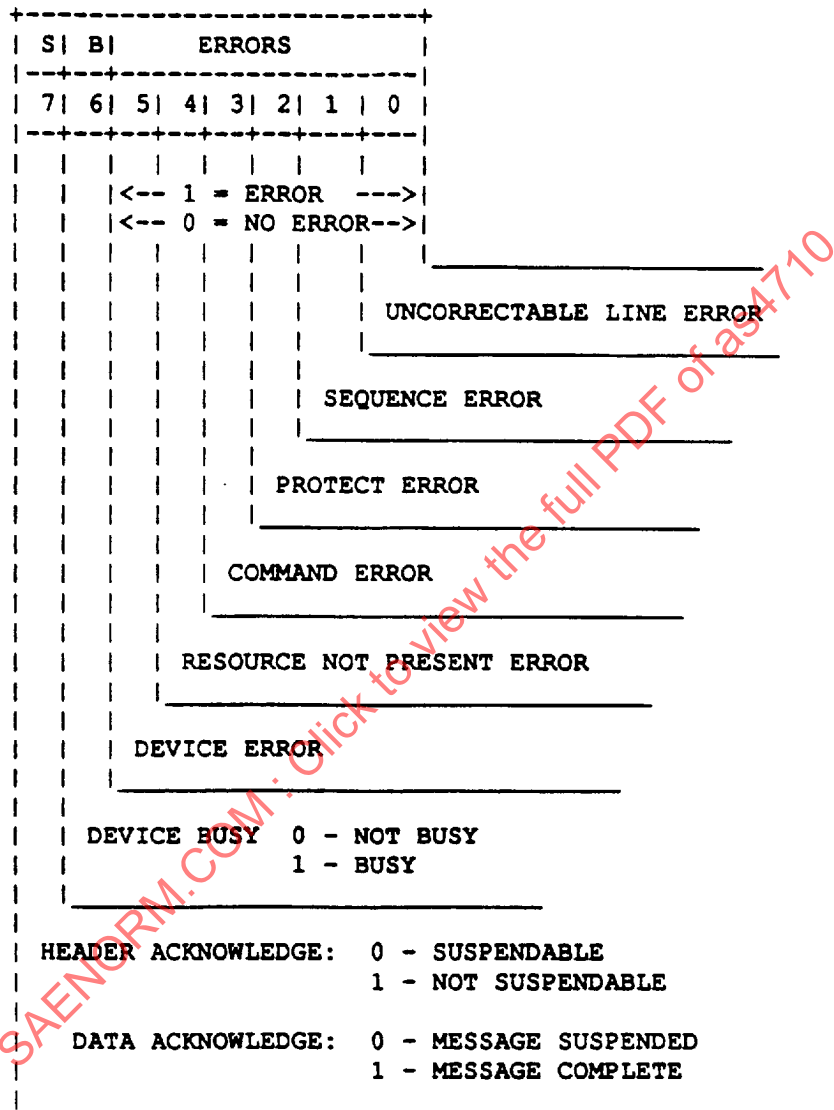 S| B| ERRORS
7| 6| 5| 4| 3| 2| 1 | 0
<-- 1 = ERROR --->
<-- 0 = NO ERROR-->
UNCORRECTABLE LINE ERROR
SEQUENCE ERROR
PROTECT ERROR
COMMAND ERROR
RESOURCE NOT PRESENT ERROR
DEVICE ERROR
DEVICE BUSY 0 - NOT BUSY
1 - BUSY
HEADER ACKNOWLEDGE: 0 - SUSPENDABLE
1 - NOT SUSPENDABLE
DATA ACKNOWLEDGE: 0 - MESSAGE SUSPENDED
1 - MESSAGE COMPLETE
SAENORM.COM : Click to view the full PDF of as4710